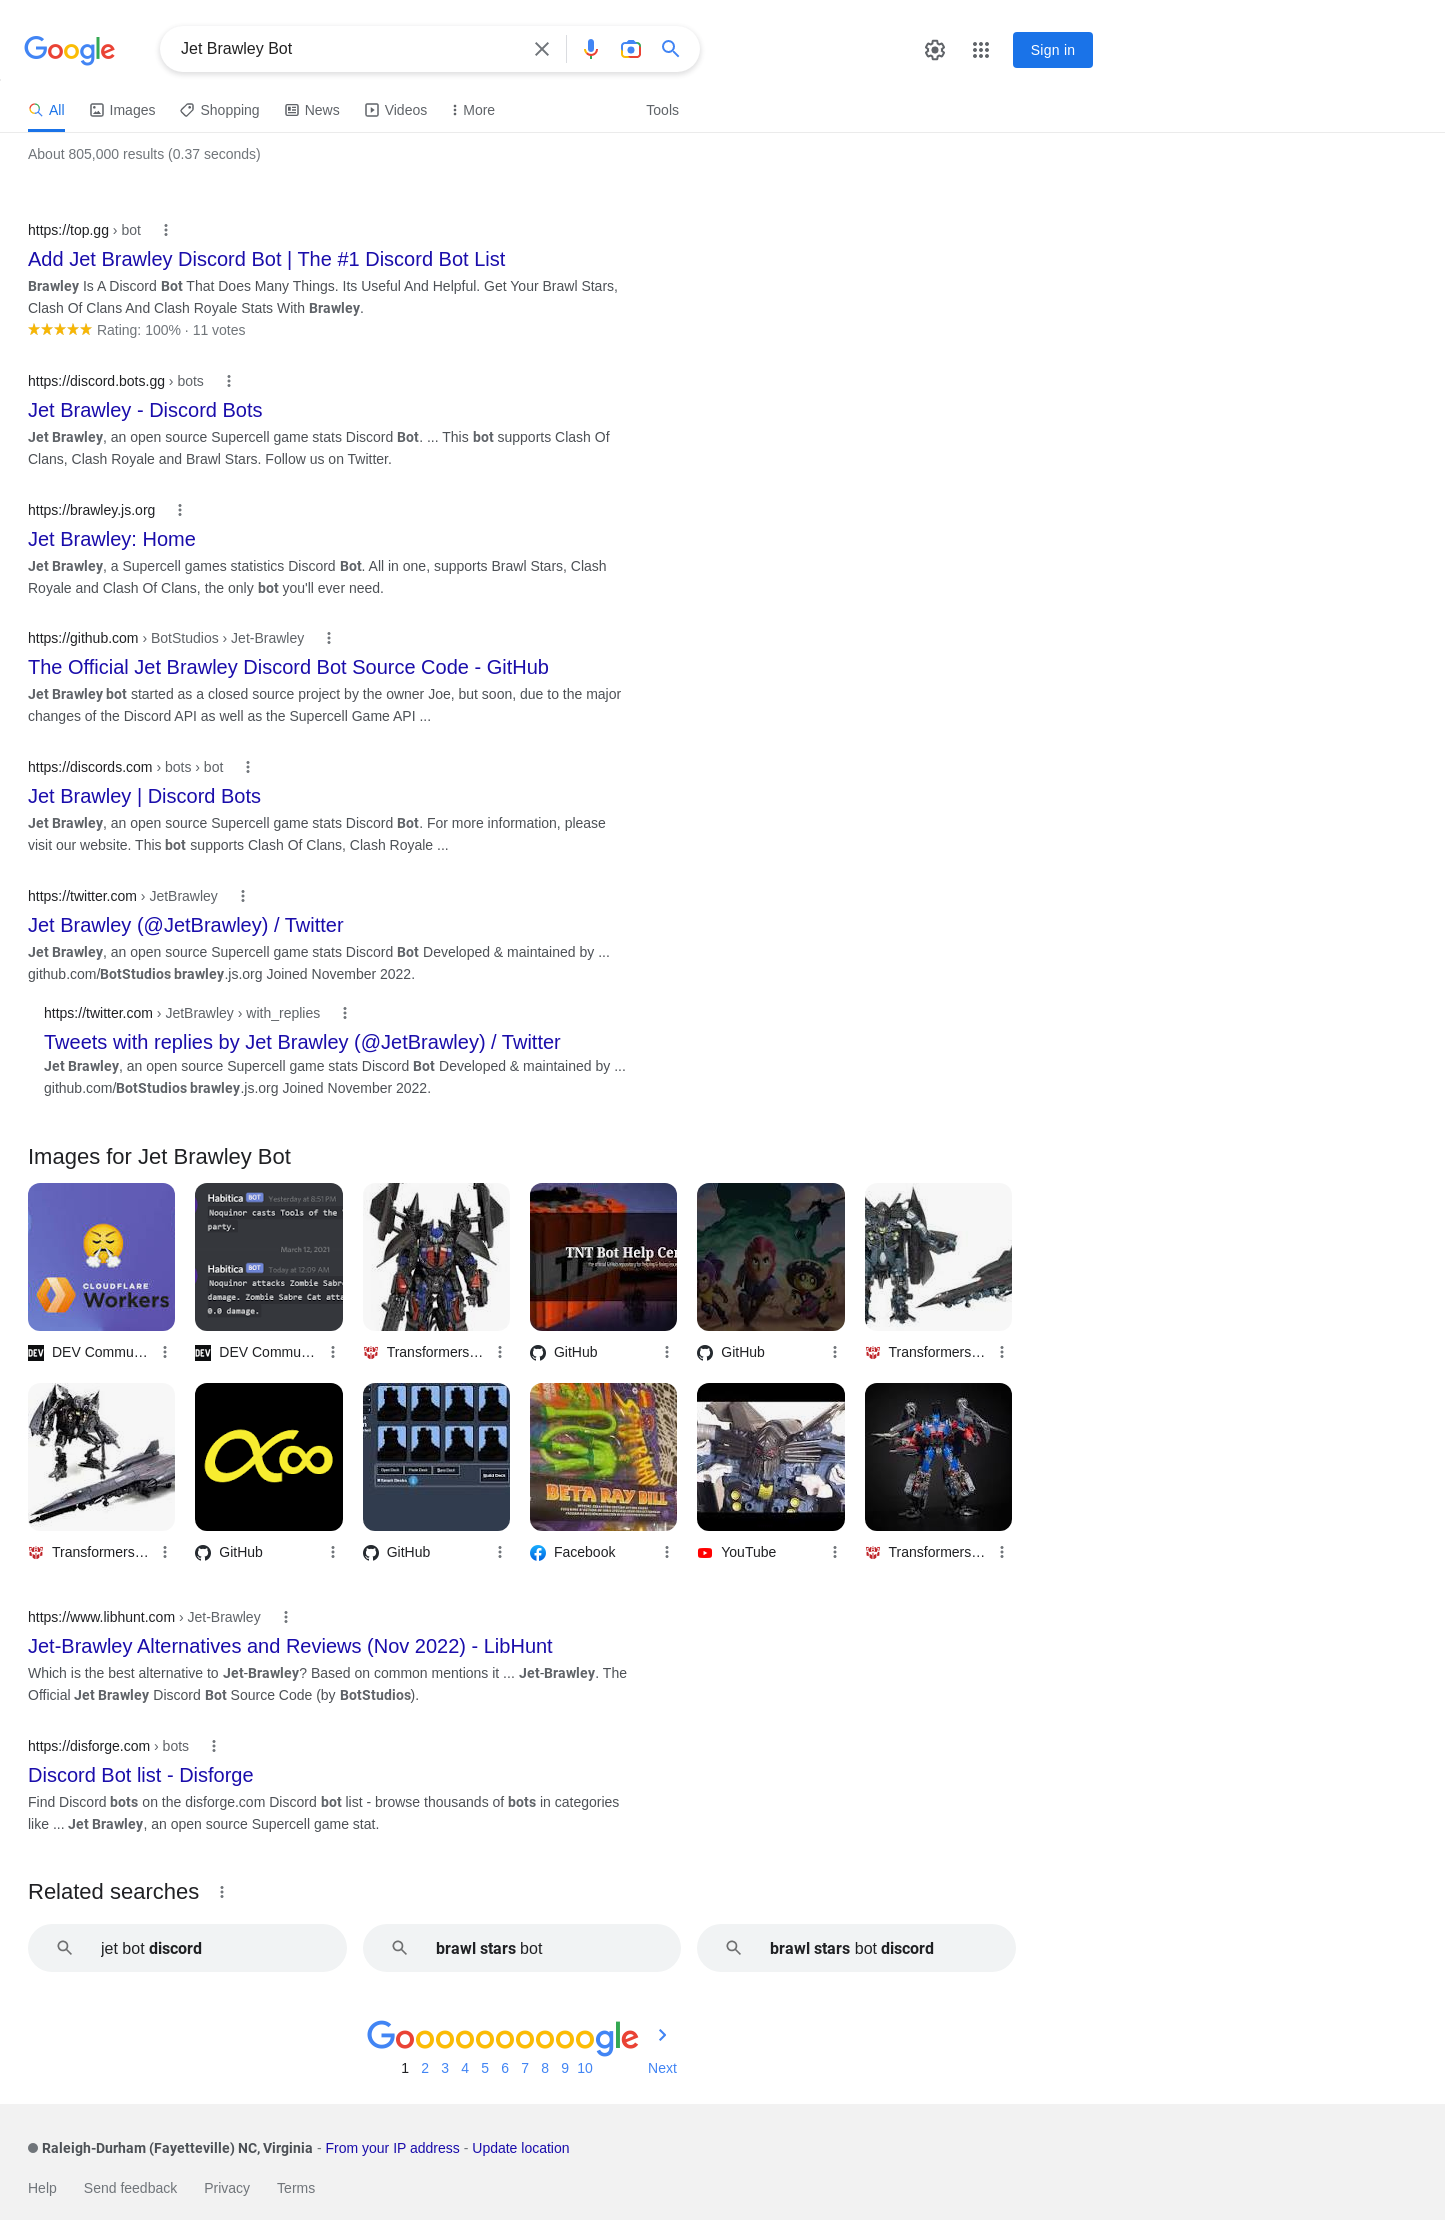 Google
Jet Brawley Bot
Sign in
All Images Shopping News Videos More Tools
About 805,000 results (0.37 seconds)
https://top.gg › bot
Add Jet Brawley Discord Bot | The #1 Discord Bot List
Brawley Is A Discord Bot That Does Many Things. Its Useful And Helpful. Get Your Brawl Stars,
Clash Of Clans And Clash Royale Stats With Brawley.
Rating: 100% · 11 votes
https://discord.bots.gg › bots
Jet Brawley - Discord Bots
Jet Brawley, an open source Supercell game stats Discord Bot. ... This bot supports Clash Of
Clans, Clash Royale and Brawl Stars. Follow us on Twitter.
https://brawley.js.org
Jet Brawley: Home
Jet Brawley, a Supercell games statistics Discord Bot. All in one, supports Brawl Stars, Clash
Royale and Clash Of Clans, the only bot you'll ever need.
https://github.com › BotStudios › Jet-Brawley
The Official Jet Brawley Discord Bot Source Code - GitHub
Jet Brawley bot started as a closed source project by the owner Joe, but soon, due to the major
changes of the Discord API as well as the Supercell Game API ...
https://discords.com › bots › bot
Jet Brawley | Discord Bots
Jet Brawley, an open source Supercell game stats Discord Bot. For more information, please
visit our website. This bot supports Clash Of Clans, Clash Royale ...
https://twitter.com › JetBrawley
Jet Brawley (@JetBrawley) / Twitter
Jet Brawley, an open source Supercell game stats Discord Bot Developed & maintained by ...
github.com/BotStudios brawley.js.org Joined November 2022.
https://twitter.com › JetBrawley › with_replies
Tweets with replies by Jet Brawley (@JetBrawley) / Twitter
Jet Brawley, an open source Supercell game stats Discord Bot Developed & maintained by ...
github.com/BotStudios brawley.js.org Joined November 2022.
Images for Jet Brawley Bot
CLOUDFLARE
Workers
Habitica BOT Yesterday at 8:51 PM
Noquinor casts Tools of the
party.
March 12, 2021
Habitica BOT Today at 12:09 AM
Noquinor attacks Zombie Sabre
damage. Zombie Sabre Cat atta
0.0 damage.
TNT Bot Help Cen
DEV DEV Commu... DEV DEV Commu... Transformers... GitHub GitHub Transformers...
Build Deck
BETA RAY BILL
Transformers... GitHub GitHub Facebook YouTube Transformers...
https://www.libhunt.com › Jet-Brawley
Jet-Brawley Alternatives and Reviews (Nov 2022) - LibHunt
Which is the best alternative to Jet-Brawley? Based on common mentions it ... Jet-Brawley. The
Official Jet Brawley Discord Bot Source Code (by BotStudios).
https://disforge.com › bots
Discord Bot list - Disforge
Find Discord bots on the disforge.com Discord bot list - browse thousands of bots in categories
like ... Jet Brawley, an open source Supercell game stat.
Related searches
jet bot discord
brawl stars bot
brawl stars bot discord
Goooooooooogle
1 2 3 4 5 6 7 8 9 10 Next
Raleigh-Durham (Fayetteville) NC, Virginia - From your IP address - Update location
Help Send feedback Privacy Terms